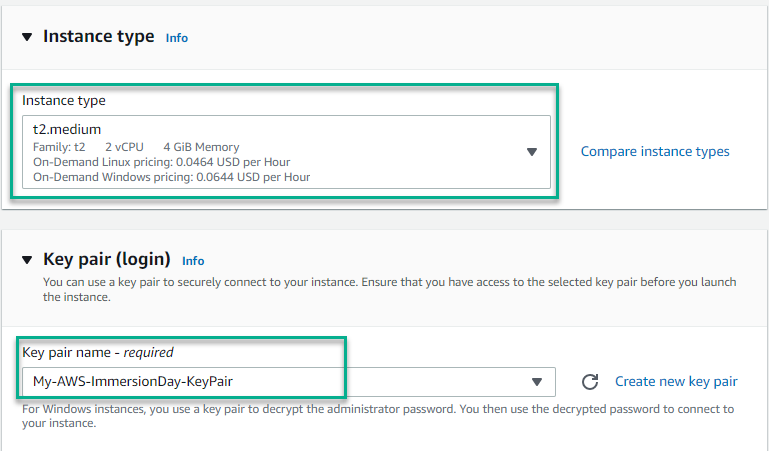 Instance type Info
Instance type
t2.medium
Family: t2 2 vCPU 4 GiB Memory
On-Demand Linux pricing: 0.0464 USD per Hour
On-Demand Windows pricing: 0.0644 USD per Hour
Compare instance types
Key pair (login) Info
You can use a key pair to securely connect to your instance. Ensure that you have access to the selected key pair before you launch
the instance.
Key pair name - required
My-AWS-ImmersionDay-KeyPair
Create new key pair
For Windows instances, you use a key pair to decrypt the administrator password. You then use the decrypted password to connect to
your instance.